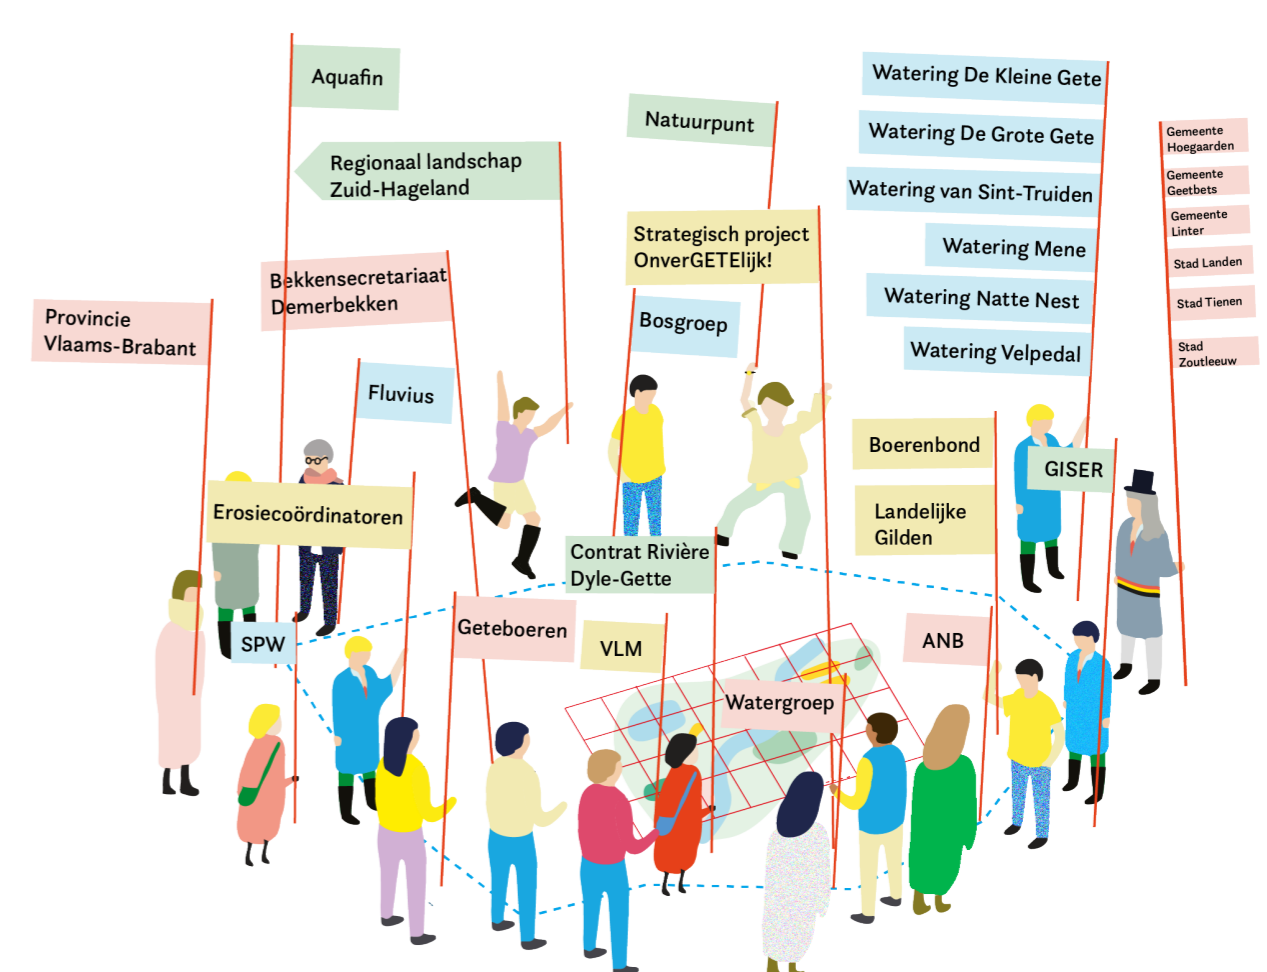 Aquafin
Regionaal landschap
Zuid-Hageland
Natuurpunt
Watering De Kleine Gete
Watering De Grote Gete
Watering van Sint-Truiden
Watering Mene
Watering Natte Nest
Watering Velpedal
Gemeente
Hoegaarden
Gemeente
Geetbets
Gemeente
Linter
Stad Landen
Stad Tienen
Stad
Zoutleeuw
Strategisch project
OnverGETElijk!
Bekkensecretariaat
Demerbekken
Provincie
Vlaams-Brabant
Bosgroep
Fluvius
Boerenbond
GISER
Landelijke
Gilden
Erosiecoördinatoren
Contrat Rivière
Dyle-Gette
SPW
Geteboeren
VLM
ANB
Watergroep